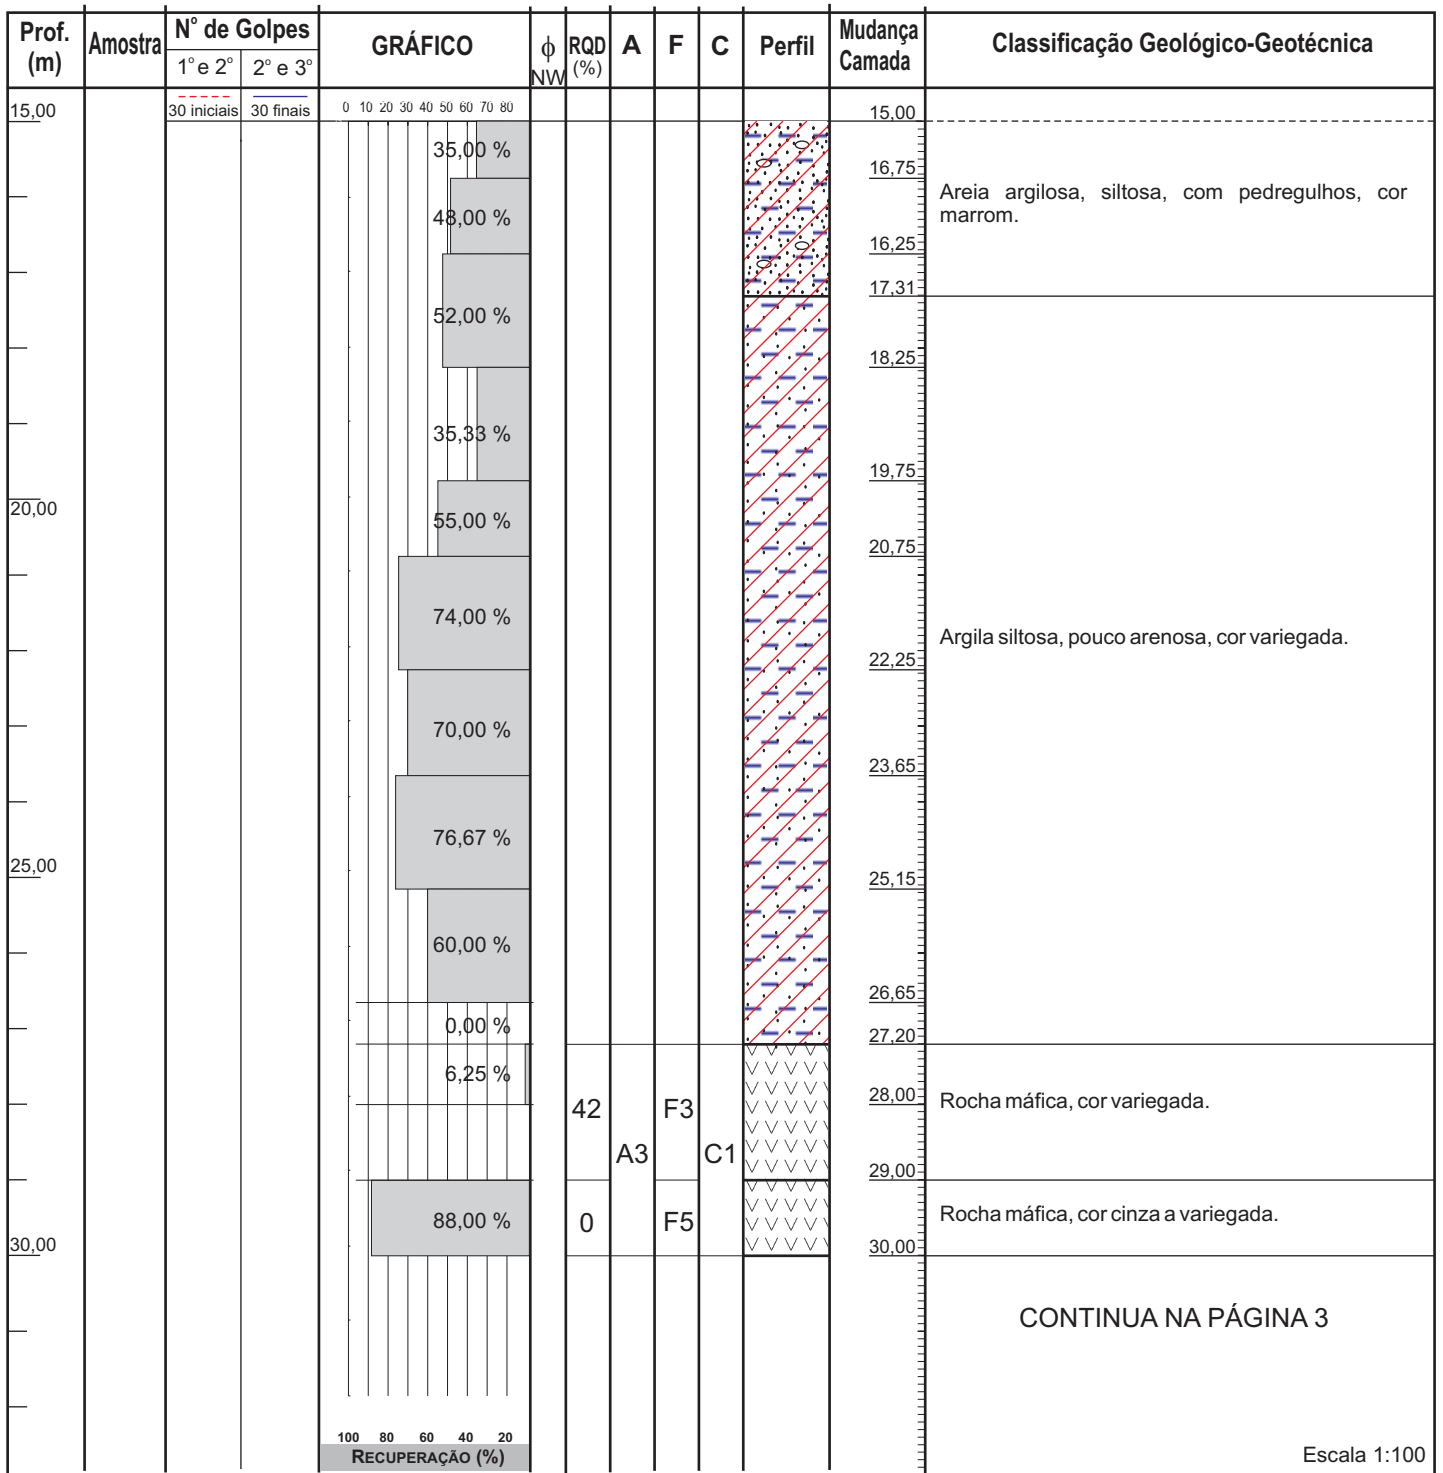 Prof. (m) Amostra N° de Golpes GRÁFICO ϕ NW RQD (%) A F C Perfil Mudança Camada Classificação Geológico-Geotécnica
1° e 2° 2° e 3°
30 iniciais 30 finais 0 10 20 30 40 50 60 70 80
15,00 15,00
35,00 %
16,75
Areia argilosa, siltosa, com pedregulhos, cor
marrom.
48,00 %
16,25
17,31
52,00 %
18,25
35,33 %
19,75
20,00
55,00 %
20,75
74,00 %
Argila siltosa, pouco arenosa, cor variegada.
22,25
70,00 %
23,65
76,67 %
25,00
25,15
60,00 %
26,65
0,00 %
27,20
6,25 %
28,00
42 F3 Rocha máfica, cor variegada.
A3 C1
29,00
88,00 % 0 F5 Rocha máfica, cor cinza a variegada.
30,00 30,00
CONTINUA NA PÁGINA 3
100 80 60 40 20
RECUPERAÇÃO (%)
Escala 1:100